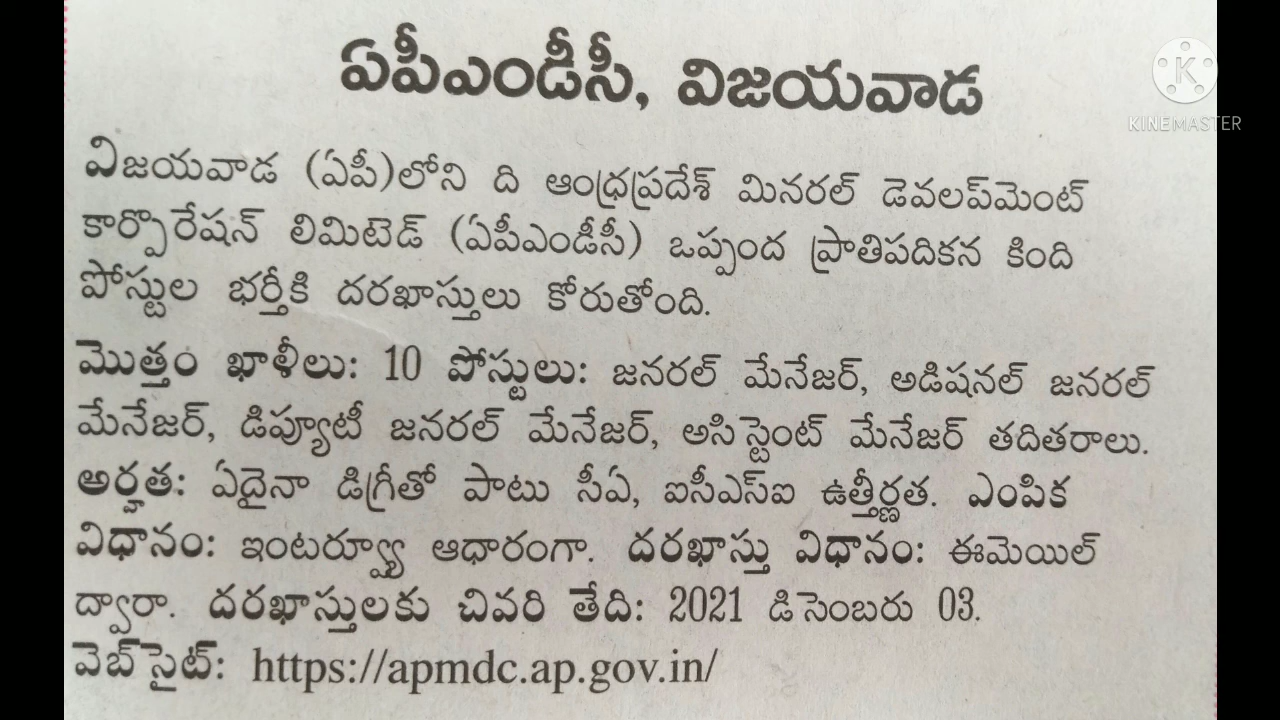 ఏపీఎండీసీ, విజయవాడ
KINEMASTER
విజయవాడ (ఏపీ)లోని ది ఆంధ్రప్రదేశ్ మినరల్ డెవలప్‌మెంట్
కార్పొరేషన్ లిమిటెడ్ (ఏపీఎండీసీ) ఒప్పంద ప్రాతిపదికన కింది
పోస్టుల భర్తీకి దరఖాస్తులు కోరుతోంది.
మొత్తం ఖాళీలు: 10 పోస్టులు: జనరల్ మేనేజర్, అడిషనల్ జనరల్
మేనేజర్, డిప్యూటీ జనరల్ మేనేజర్, అసిస్టెంట్ మేనేజర్ తదితరాలు.
అర్హత: ఏదైనా డిగ్రీతో పాటు సీఏ, ఐసీఎస్ఐ ఉత్తీర్ణత. ఎంపిక
విధానం: ఇంటర్వ్యూ ఆధారంగా. దరఖాస్తు విధానం: ఈమెయిల్
ద్వారా. దరఖాస్తులకు చివరి తేది: 2021 డిసెంబరు 03.
వెబ్‌సైట్: https://apmdc.ap.gov.in/